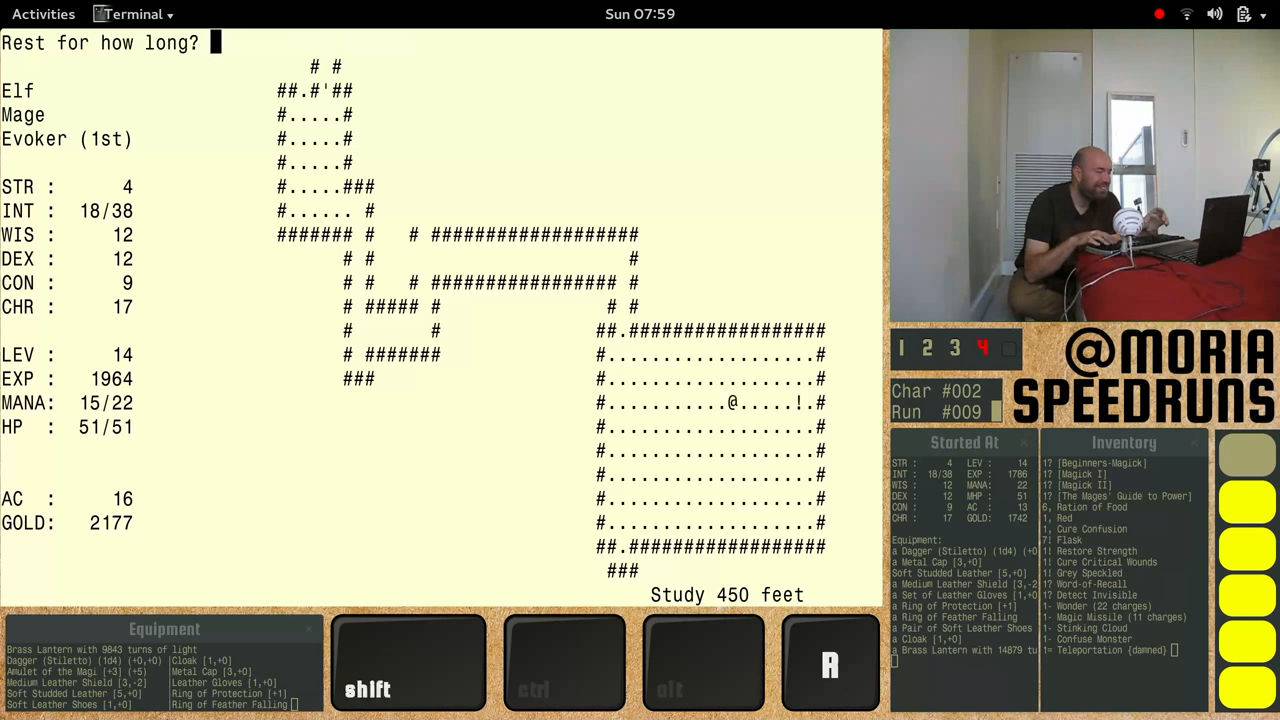 Activities
Terminal
Sun 07:59
Rest for how long?
# #
Elf ##.#'##
Mage #.....#
Evoker (1st) #.....#
#.....#
STR : 4 #.....###
INT : 18/38 #...... #
WIS : 12 ####### # # ###################
DEX : 12 # # #
CON : 9 # # # ################# #
CHR : 17 # ##### # # #
# # ##.##################
LEV : 14 # ####### #...................#
EXP : 1964 ### #...................#
MANA: 15/22 #...........@.....!.#
HP : 51/51 #...................#
#...................#
#...................#
AC : 16 #...................#
GOLD: 2177 #...................#
##.##################
###
Study 450 feet
1 2 3 4
@MORIA
SPEEDRUNS
Char #002
Run #009
Started At
STR : 4 LEV : 14
INT : 18/38 EXP : 1786
WIS : 12 MANA: 22
DEX : 12 MHP : 51
CON : 9 AC : 13
CHR : 17 GOLD: 1742
Equipment:
a Dagger (Stiletto) (1d4) (+0
a Metal Cap [3,+0]
Soft Studded Leather [5,+0]
a Medium Leather Shield [3,-2
a Set of Leather Gloves [1,+0
a Ring of Protection [+1]
a Ring of Feather Falling
a Pair of Soft Leather Shoes
a Cloak [1,+0]
a Brass Lantern with 14879 tu
Inventory
1? [Beginners-Magick]
1? [Magick I]
1? [Magick II]
1? [The Mages' Guide to Power]
6, Ration of Food
1, Red
1, Cure Confusion
7! Flask
1! Restore Strength
1! Cure Critical Wounds
1! Grey Speckled
1? Word-of-Recall
1? Detect Invisible
1- Wonder (22 charges)
1- Magic Missile (11 charges)
1- Stinking Cloud
1- Confuse Monster
1= Teleportation {damned}
Equipment
Brass Lantern with 9843 turns of light
Dagger (Stiletto) (1d4) (+0,+0) Cloak [1,+0]
Amulet of the Magi [+3] (+5) Metal Cap [3,+0]
Medium Leather Shield [3,-2] Leather Gloves [1,+0]
Soft Studded Leather [5,+0] Ring of Protection [+1]
Soft Leather Shoes [1,+0] Ring of Feather Falling
shift
ctrl
alt
R